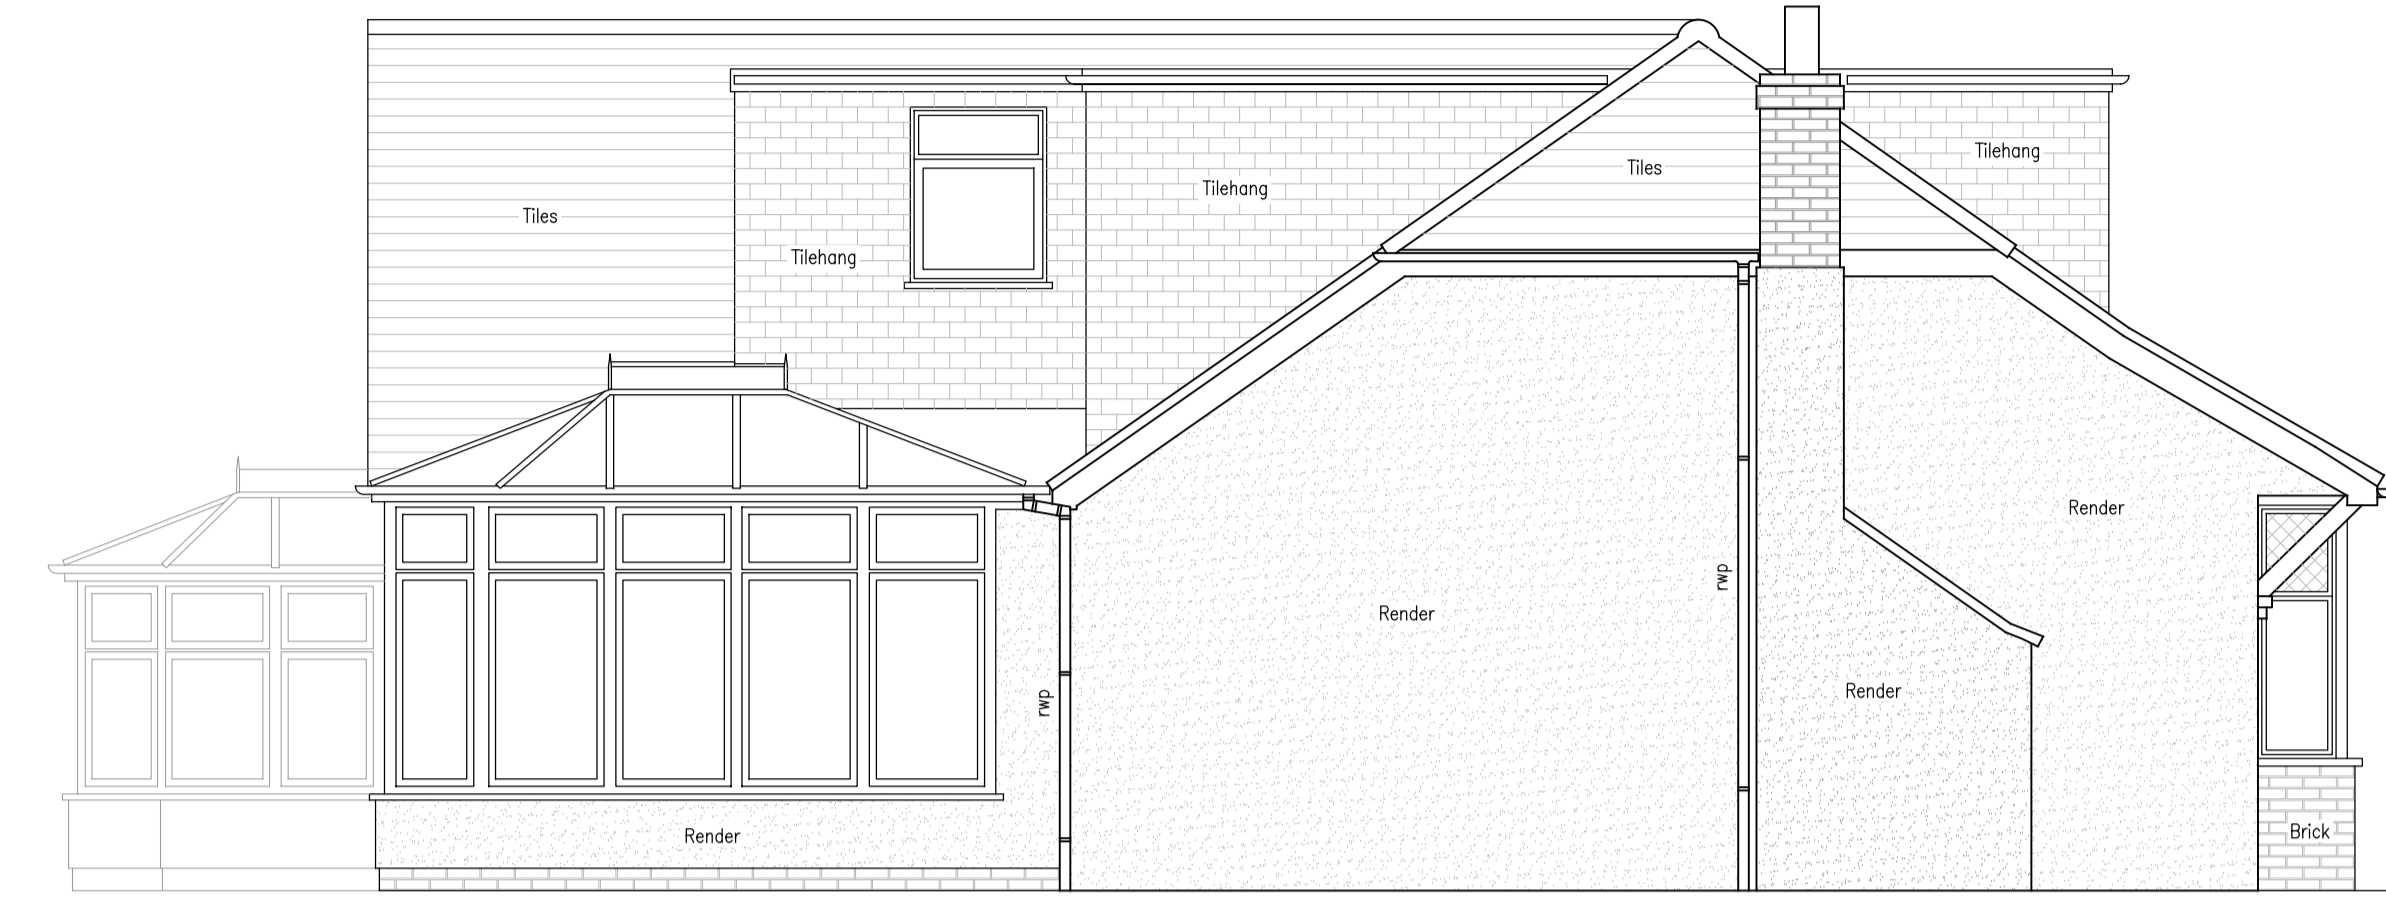 Tilehang
Tiles
Tilehang
Tiles
Tilehang
Render
rwp
Render
Render
rwp
Render
Brick